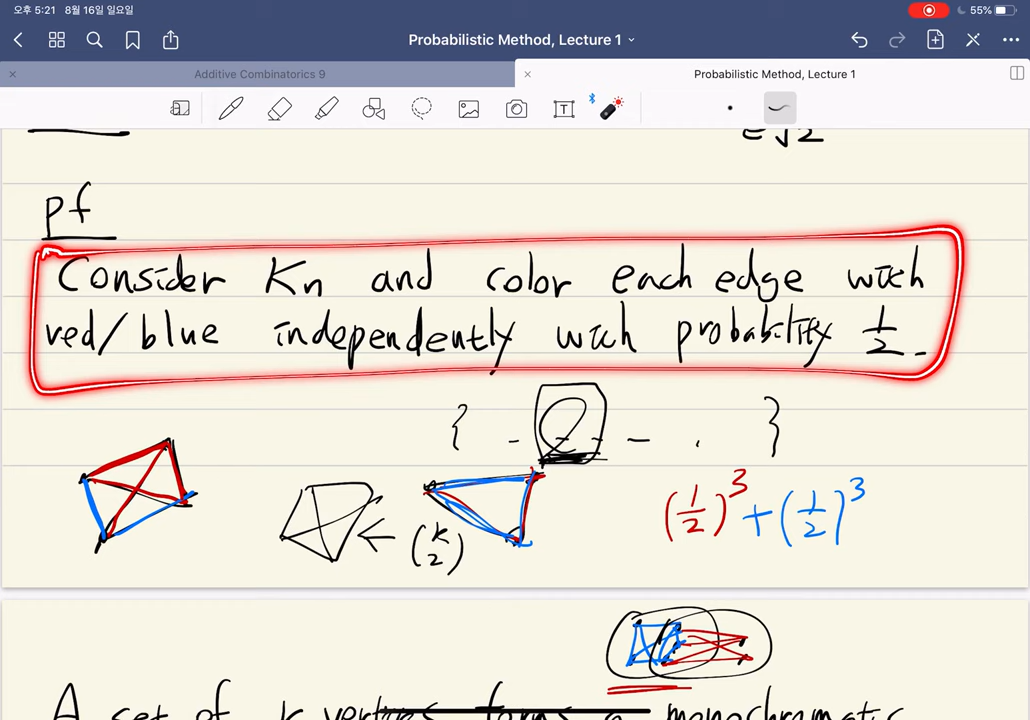 오후 5:21 8월 16일 일요일
55%
Probabilistic Method, Lecture 1
Additive Combinatorics 9
Probabilistic Method, Lecture 1
e√2
pf
Consider Kn and color each edge with
red/blue independently with probability 1/2.
{ . - - . }
(k 2)
(1/2)^3 + (1/2)^3
A set of k vertices forms a monochromatic